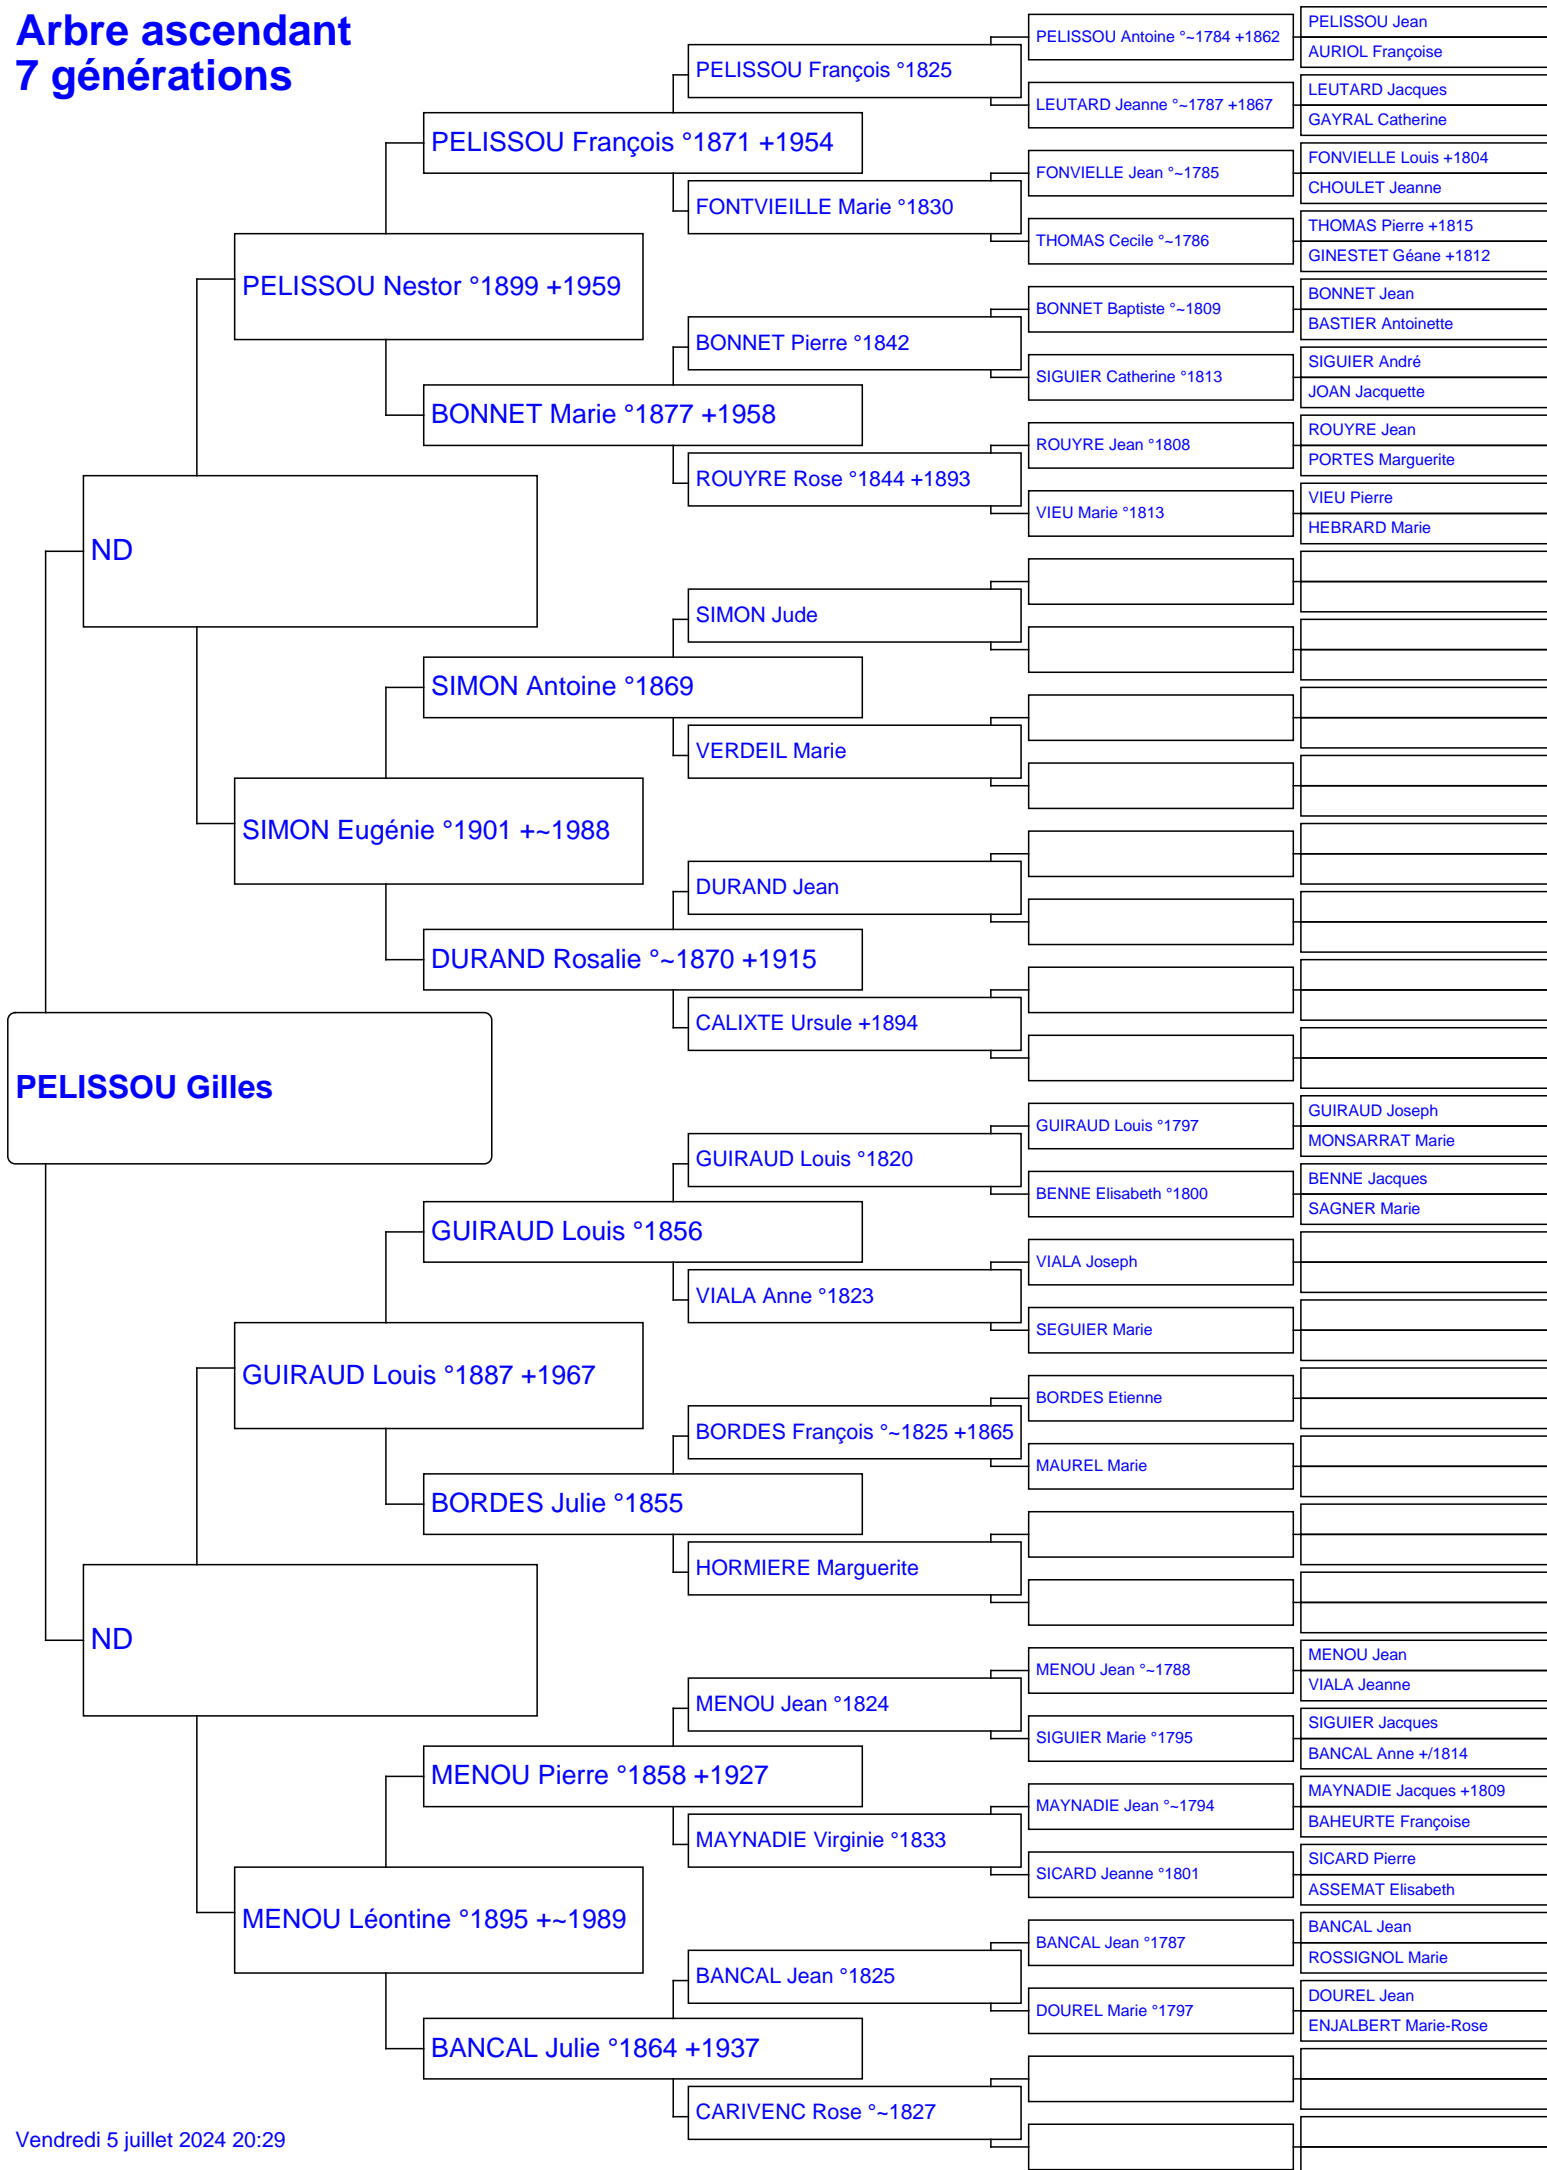 Arbre ascendant
7 générations
PELISSOU Gilles
ND
ND
PELISSOU Nestor °1899 +1959
SIMON Eugénie °1901 +~1988
GUIRAUD Louis °1887 +1967
MENOU Léontine °1895 +~1989
PELISSOU François °1871 +1954
BONNET Marie °1877 +1958
SIMON Antoine °1869
DURAND Rosalie °~1870 +1915
GUIRAUD Louis °1856
BORDES Julie °1855
MENOU Pierre °1858 +1927
BANCAL Julie °1864 +1937
PELISSOU François °1825
FONTVIEILLE Marie °1830
BONNET Pierre °1842
ROUYRE Rose °1844 +1893
SIMON Jude
VERDEIL Marie
DURAND Jean
CALIXTE Ursule +1894
GUIRAUD Louis °1820
VIALA Anne °1823
BORDES François °~1825 +1865
HORMIERE Marguerite
MENOU Jean °1824
MAYNADIE Virginie °1833
BANCAL Jean °1825
CARIVENC Rose °~1827
PELISSOU Antoine °~1784 +1862
LEUTARD Jeanne °~1787 +1867
FONVIELLE Jean °~1785
THOMAS Cecile °~1786
BONNET Baptiste °~1809
SIGUIER Catherine °1813
ROUYRE Jean °1808
VIEU Marie °1813
GUIRAUD Louis °1797
BENNE Elisabeth °1800
VIALA Joseph
SEGUIER Marie
BORDES Etienne
MAUREL Marie
MENOU Jean °~1788
SIGUIER Marie °1795
MAYNADIE Jean °~1794
SICARD Jeanne °1801
BANCAL Jean °1787
DOUREL Marie °1797
PELISSOU Jean
AURIOL Françoise
LEUTARD Jacques
GAYRAL Catherine
FONVIELLE Louis +1804
CHOULET Jeanne
THOMAS Pierre +1815
GINESTET Géane +1812
BONNET Jean
BASTIER Antoinette
SIGUIER André
JOAN Jacquette
ROUYRE Jean
PORTES Marguerite
VIEU Pierre
HEBRARD Marie
GUIRAUD Joseph
MONSARRAT Marie
BENNE Jacques
SAGNER Marie
MENOU Jean
VIALA Jeanne
SIGUIER Jacques
BANCAL Anne +/1814
MAYNADIE Jacques +1809
BAHEURTE Françoise
SICARD Pierre
ASSEMAT Elisabeth
BANCAL Jean
ROSSIGNOL Marie
DOUREL Jean
ENJALBERT Marie-Rose
Vendredi 5 juillet 2024 20:29